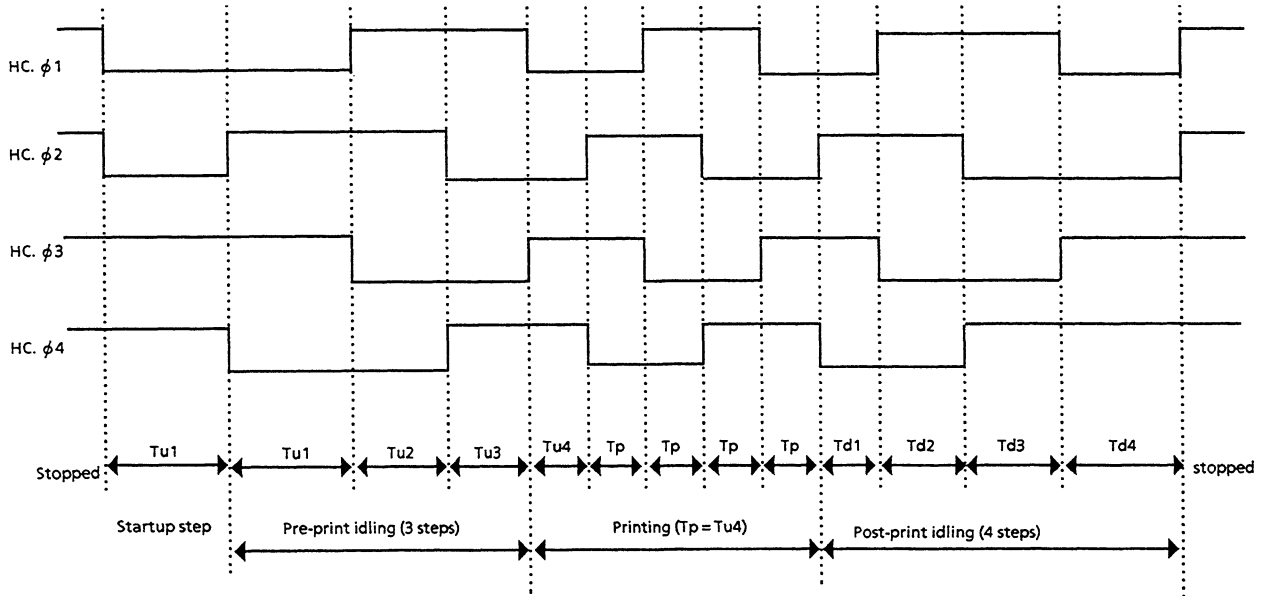 HC. ϕ1
HC. ϕ2
HC. ϕ3
HC. ϕ4
Stopped Tu1 Tu1 Tu2 Tu3 Tu4 Tp Tp Tp Tp Td1 Td2 Td3 Td4 stopped
Startup step Pre-print idling (3 steps) Printing (Tp = Tu4) Post-print idling (4 steps)